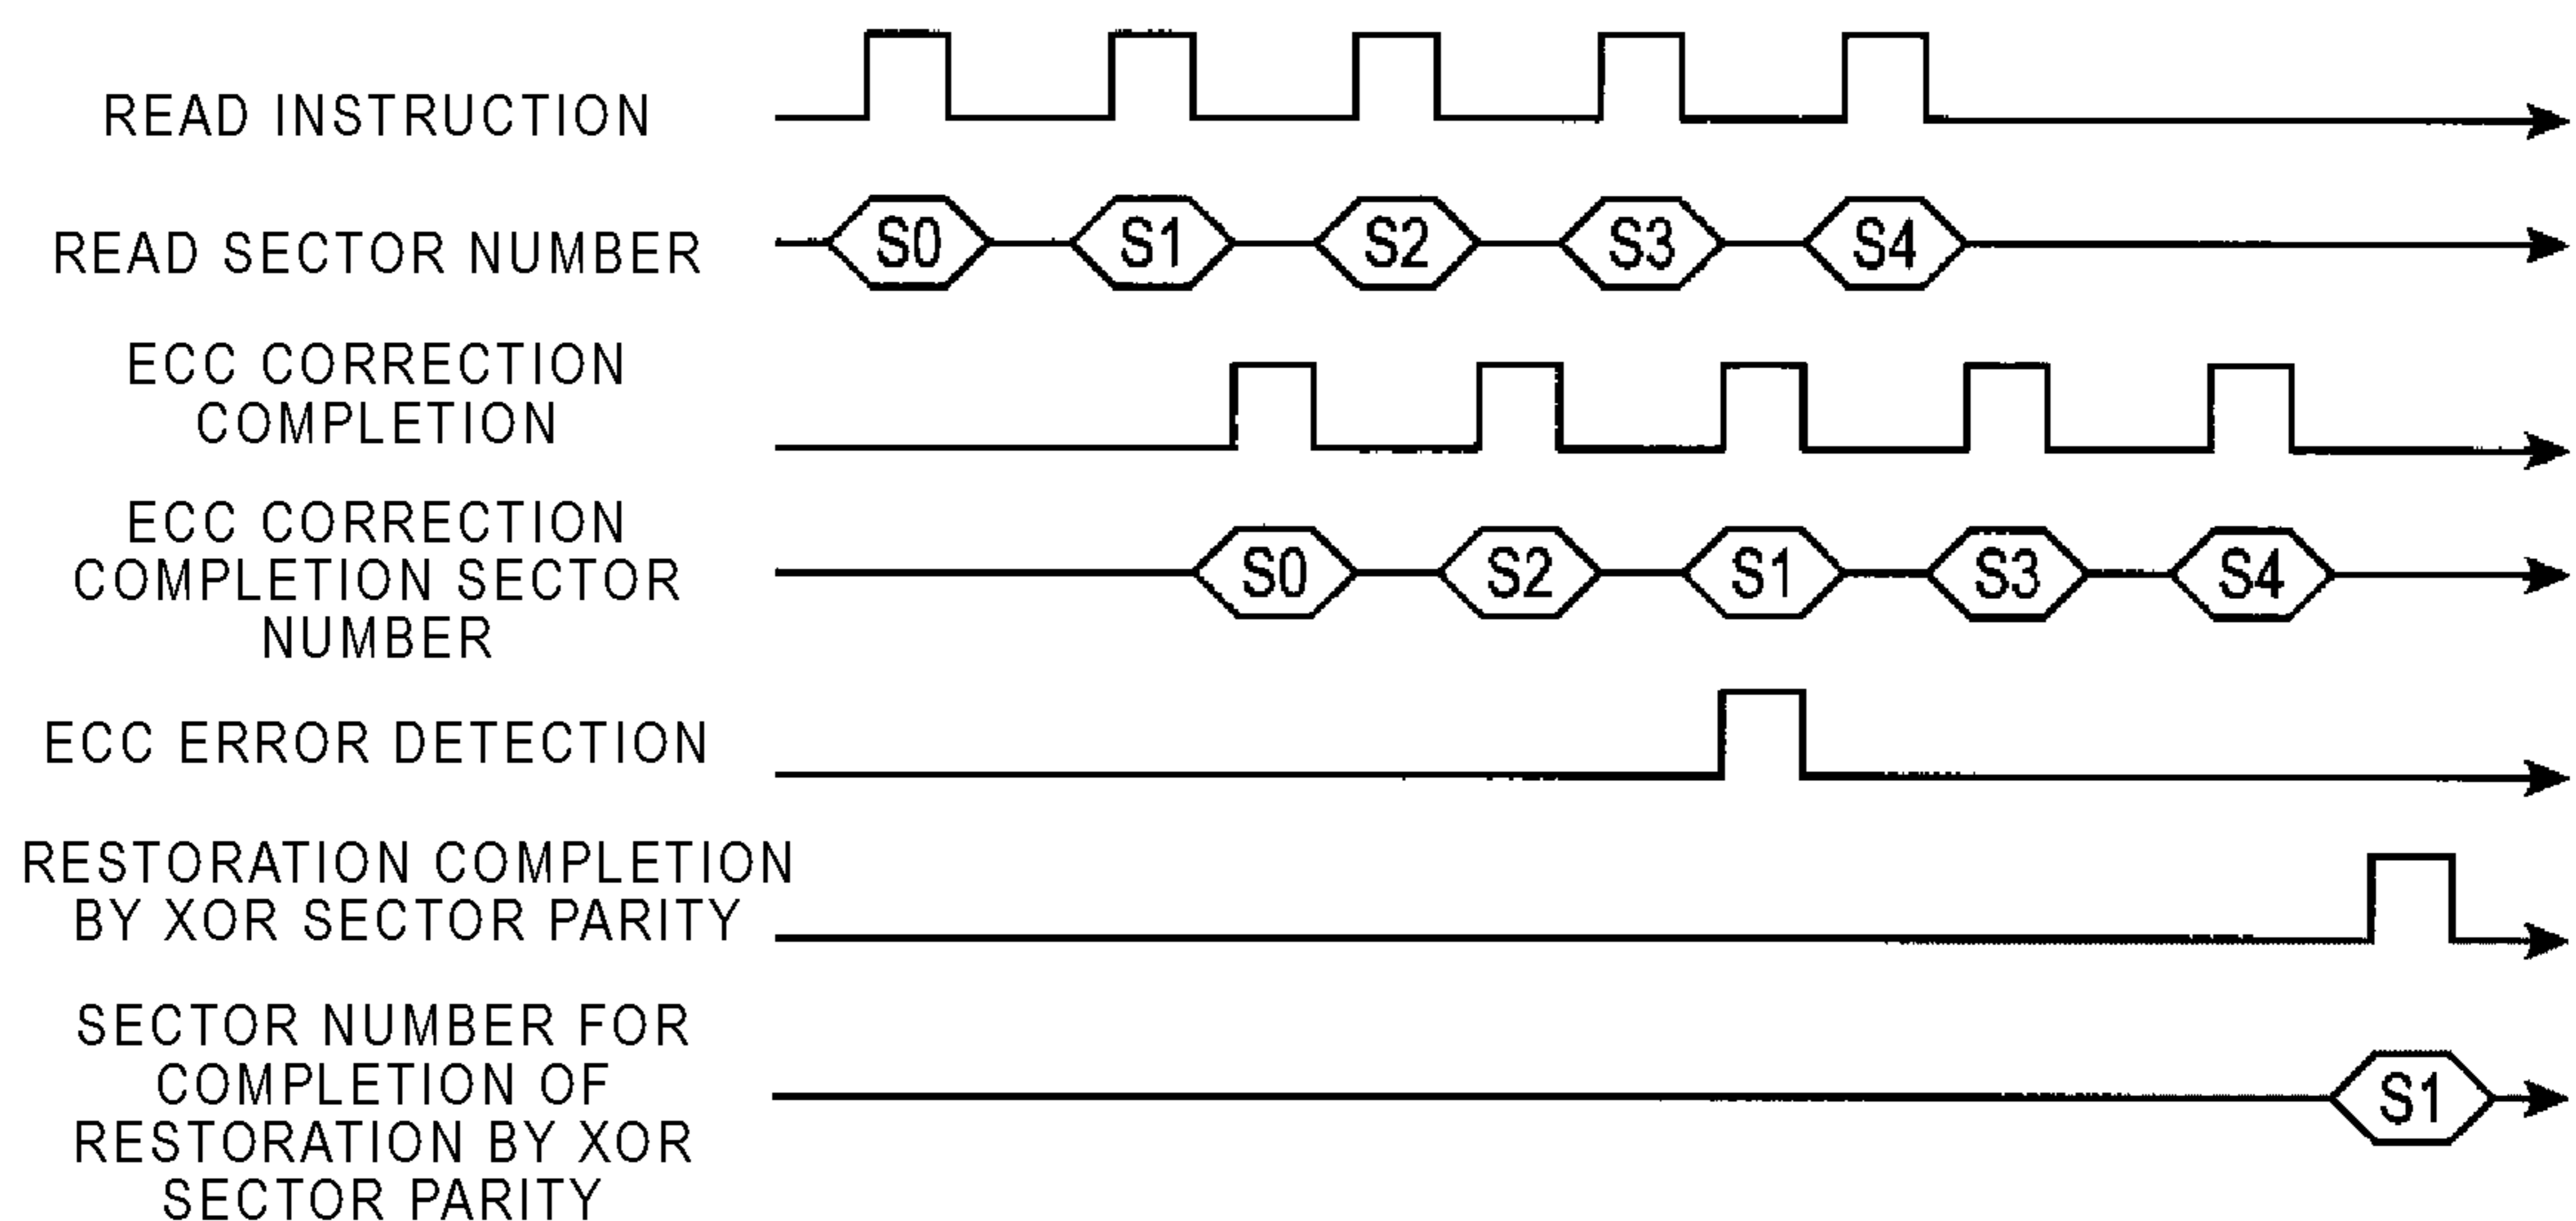 READ INSTRUCTION
READ SECTOR NUMBER
S0 S1 S2 S3 S4
ECC CORRECTION
COMPLETION
ECC CORRECTION
COMPLETION SECTOR
NUMBER
S0 S2 S1 S3 S4
ECC ERROR DETECTION
RESTORATION COMPLETION
BY XOR SECTOR PARITY
SECTOR NUMBER FOR
COMPLETION OF
RESTORATION BY XOR
SECTOR PARITY
S1